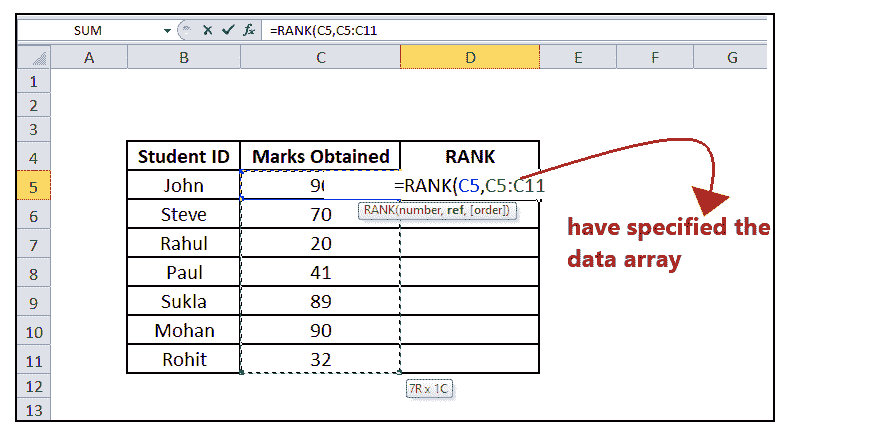 SUM =RANK(C5,C5:C11
A B C D E F G
1
2
3
4 Student ID Marks Obtained RANK
5 John =RANK(C5,C5:C11
6 Steve 70 RANK(number, ref, [order])
7 Rahul 20
8 Paul 41
9 Sukla 89
10 Mohan 90
11 Rohit 32
12 7R x 1C
13
have specified the
data array